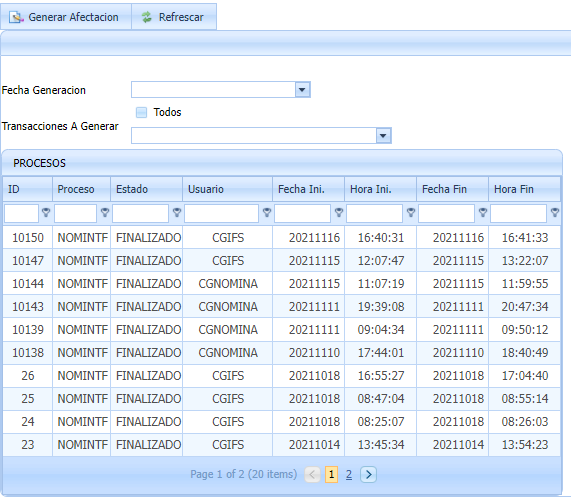 Generar Afectacion Refrescar
Fecha Generacion
Todos
Transacciones A Generar
PROCESOS
ID Proceso Estado Usuario Fecha Ini. Hora Ini. Fecha Fin Hora Fin
10150 NOMINTF FINALIZADO CGIFS 20211116 16:40:31 20211116 16:41:33
10147 NOMINTF FINALIZADO CGIFS 20211115 12:07:47 20211115 13:22:07
10144 NOMINTF FINALIZADO CGNOMINA 20211115 11:07:19 20211115 11:59:55
10143 NOMINTF FINALIZADO CGNOMINA 20211111 19:39:08 20211111 20:47:34
10139 NOMINTF FINALIZADO CGNOMINA 20211111 09:04:34 20211111 09:50:12
10138 NOMINTF FINALIZADO CGNOMINA 20211110 17:44:01 20211110 18:40:49
26 NOMINTF FINALIZADO CGIFS 20211018 16:55:27 20211018 17:04:40
25 NOMINTF FINALIZADO CGIFS 20211018 08:47:04 20211018 08:55:14
24 NOMINTF FINALIZADO CGIFS 20211018 08:25:07 20211018 08:26:03
23 NOMINTF FINALIZADO CGIFS 20211014 13:45:34 20211014 13:54:23
Page 1 of 2 (20 items) 1 2